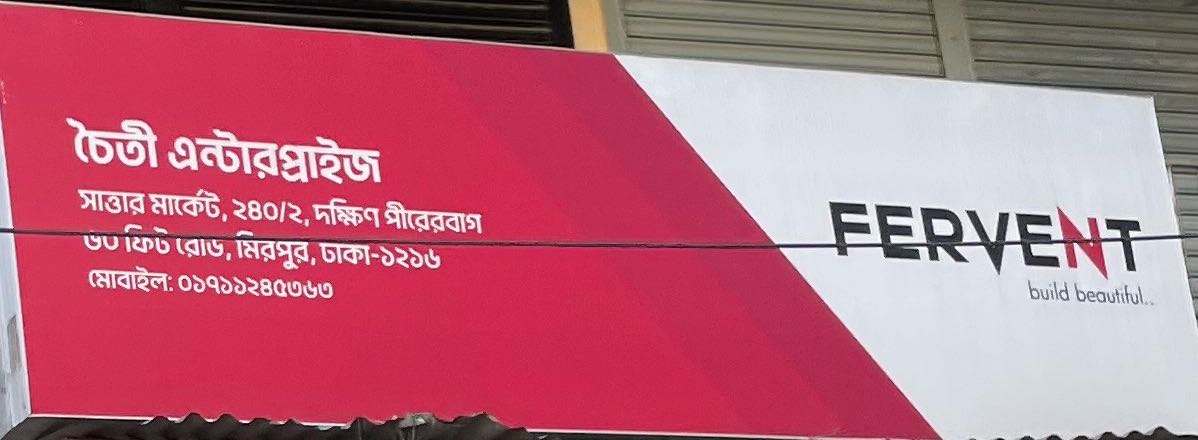 চৈতী এন্টারপ্রাইজ
সাত্তার মার্কেট, ২৪০/২, দক্ষিণ পীরেরবাগ
৬০ ফিট রোড, মিরপুর, ঢাকা-১২১৬
মোবাইল: ০১৭১১২৪৫৩৬৩
FERVENT
build beautiful..